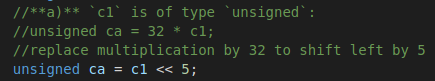 //**a)** `c1` is of type `unsigned`:
//unsigned ca = 32 * c1;
//replace multiplication by 32 to shift left by 5
unsigned ca = c1 << 5;